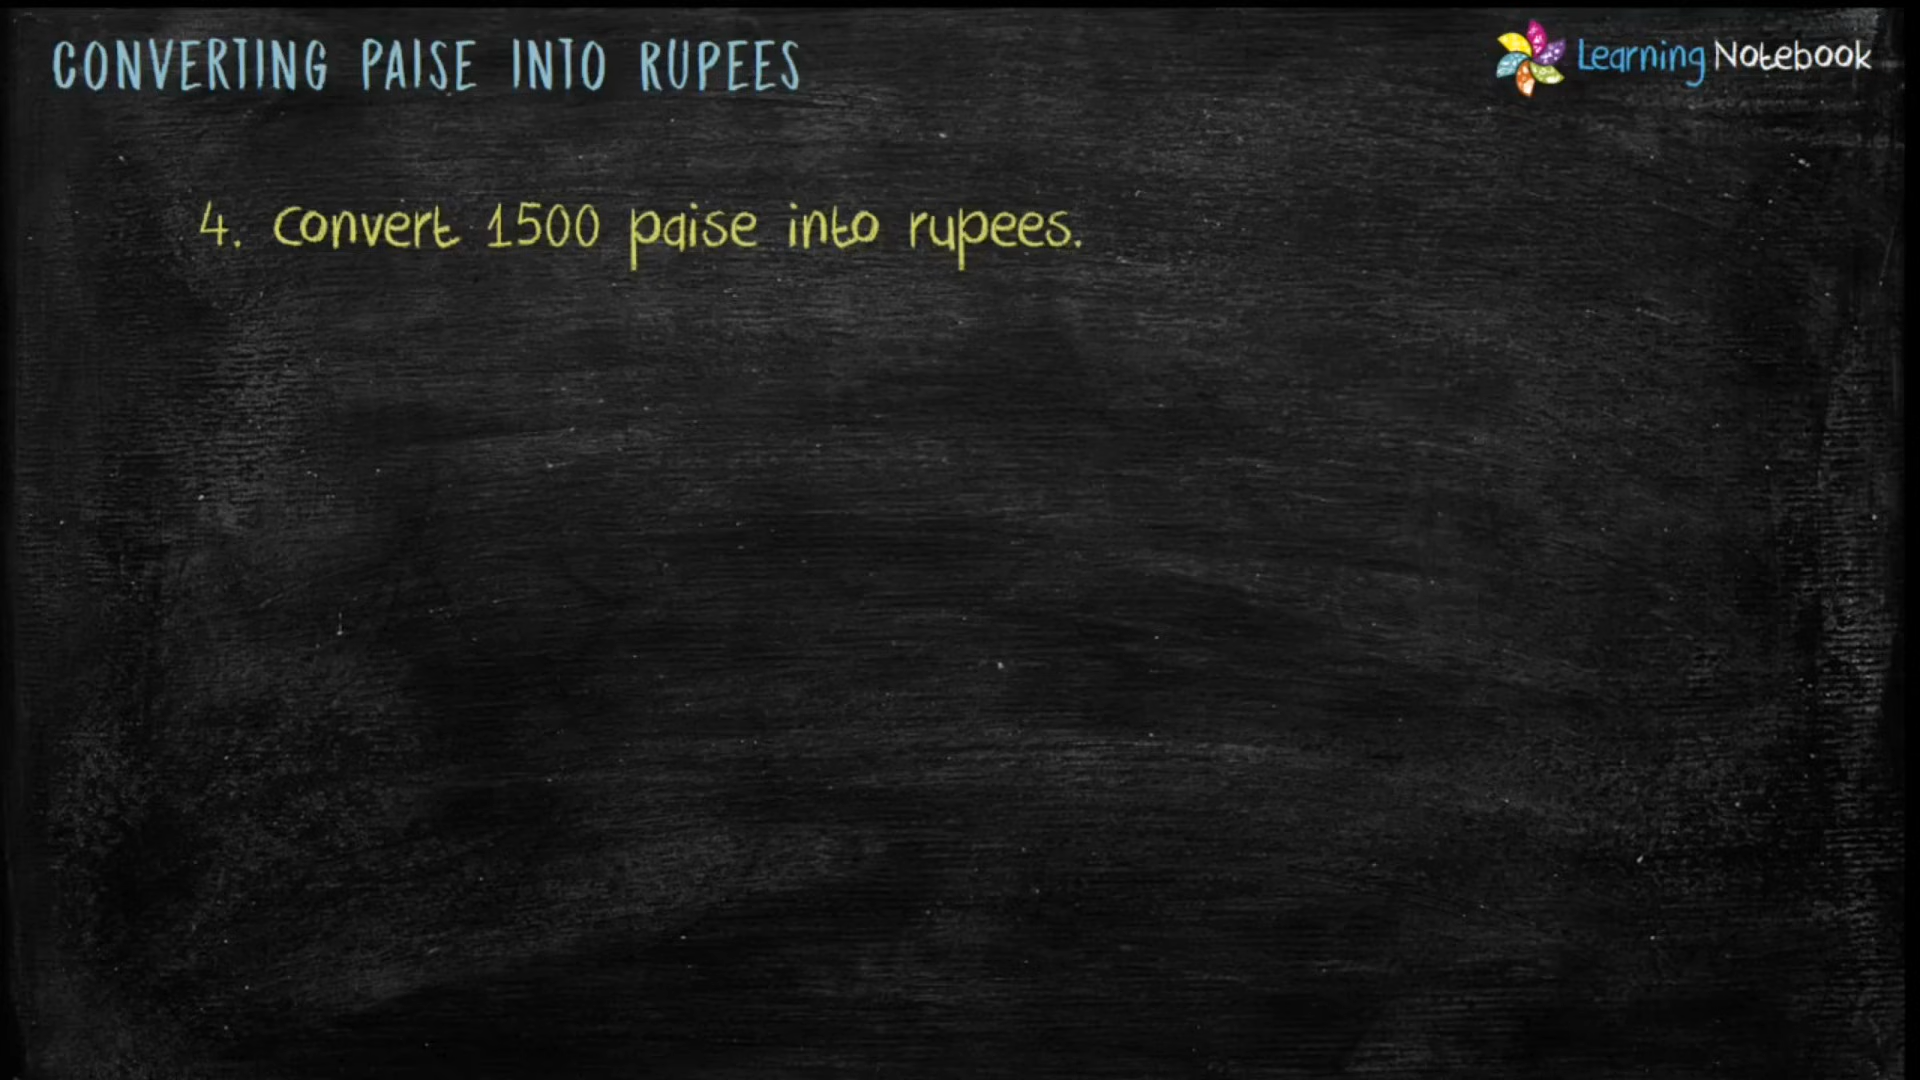 CONVERTING PAISE INTO RUPEES
Learning Notebook
4. Convert 1500 paise into rupees.